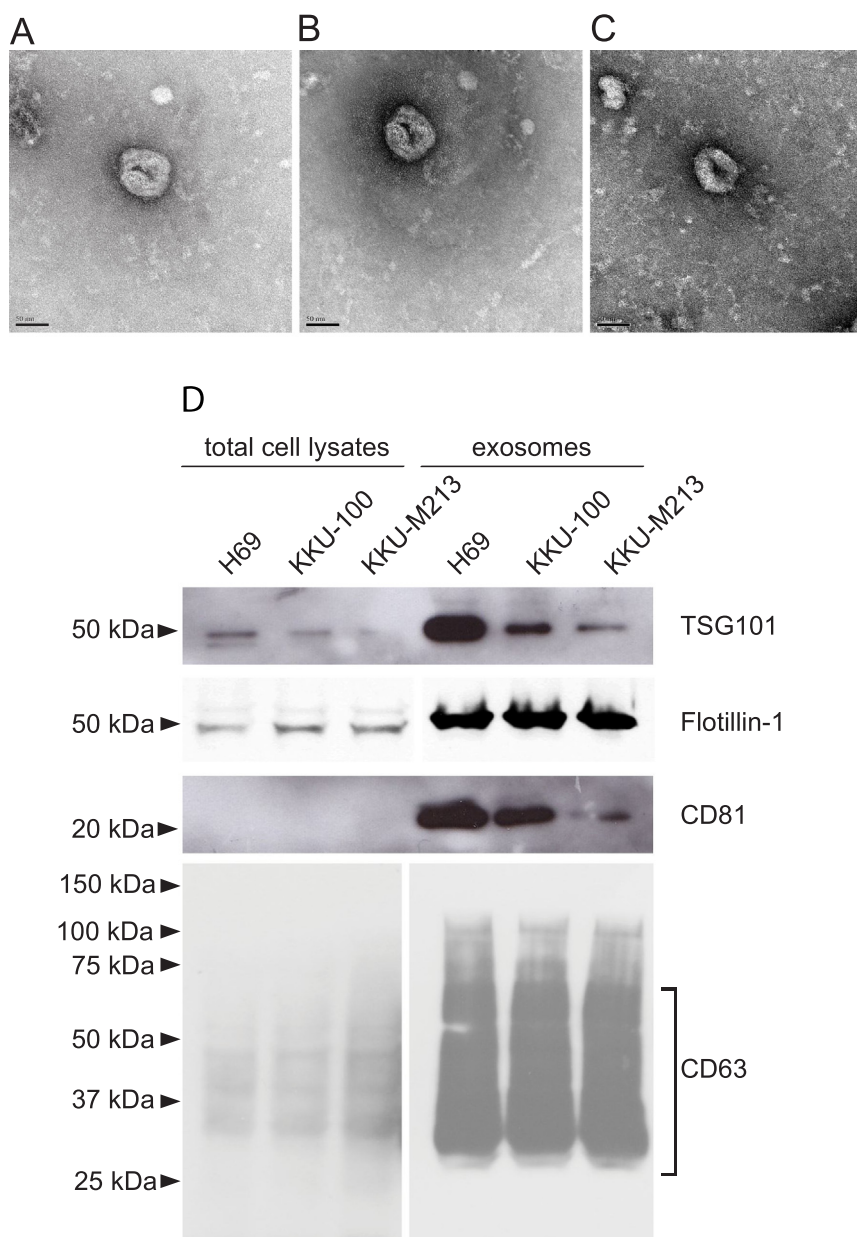 A
B
C
50 nm
50 nm
D
total cell lysates
exosomes
H69
KKU-100
KKU-M213
H69
KKU-100
KKU-M213
50 kDa
TSG101
50 kDa
Flotillin-1
20 kDa
CD81
150 kDa
100 kDa
75 kDa
50 kDa
37 kDa
25 kDa
CD63